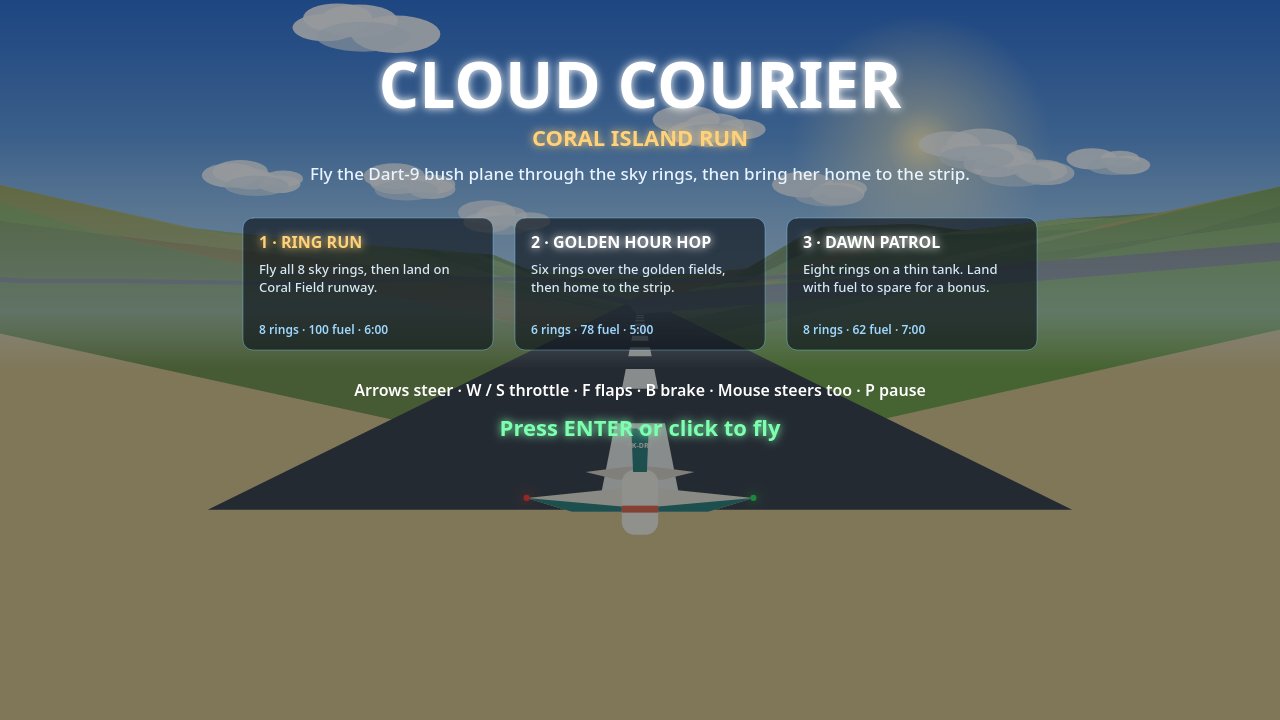 CLOUD COURIER
CORAL ISLAND RUN
Fly the Dart-9 bush plane through the sky rings, then bring her home to the strip.
1 · RING RUN
Fly all 8 sky rings, then land on
Coral Field runway.
8 rings · 100 fuel · 6:00
2 · GOLDEN HOUR HOP
Six rings over the golden fields,
then home to the strip.
6 rings · 78 fuel · 5:00
3 · DAWN PATROL
Eight rings on a thin tank. Land
with fuel to spare for a bonus.
8 rings · 62 fuel · 7:00
Arrows steer · W / S throttle · F flaps · B brake · Mouse steers too · P pause
Press ENTER or click to fly